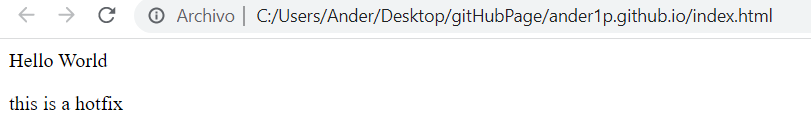 Archivo | C:/Users/Ander/Desktop/gitHubPage/ander1p.github.io/index.html
Hello World
this is a hotfix